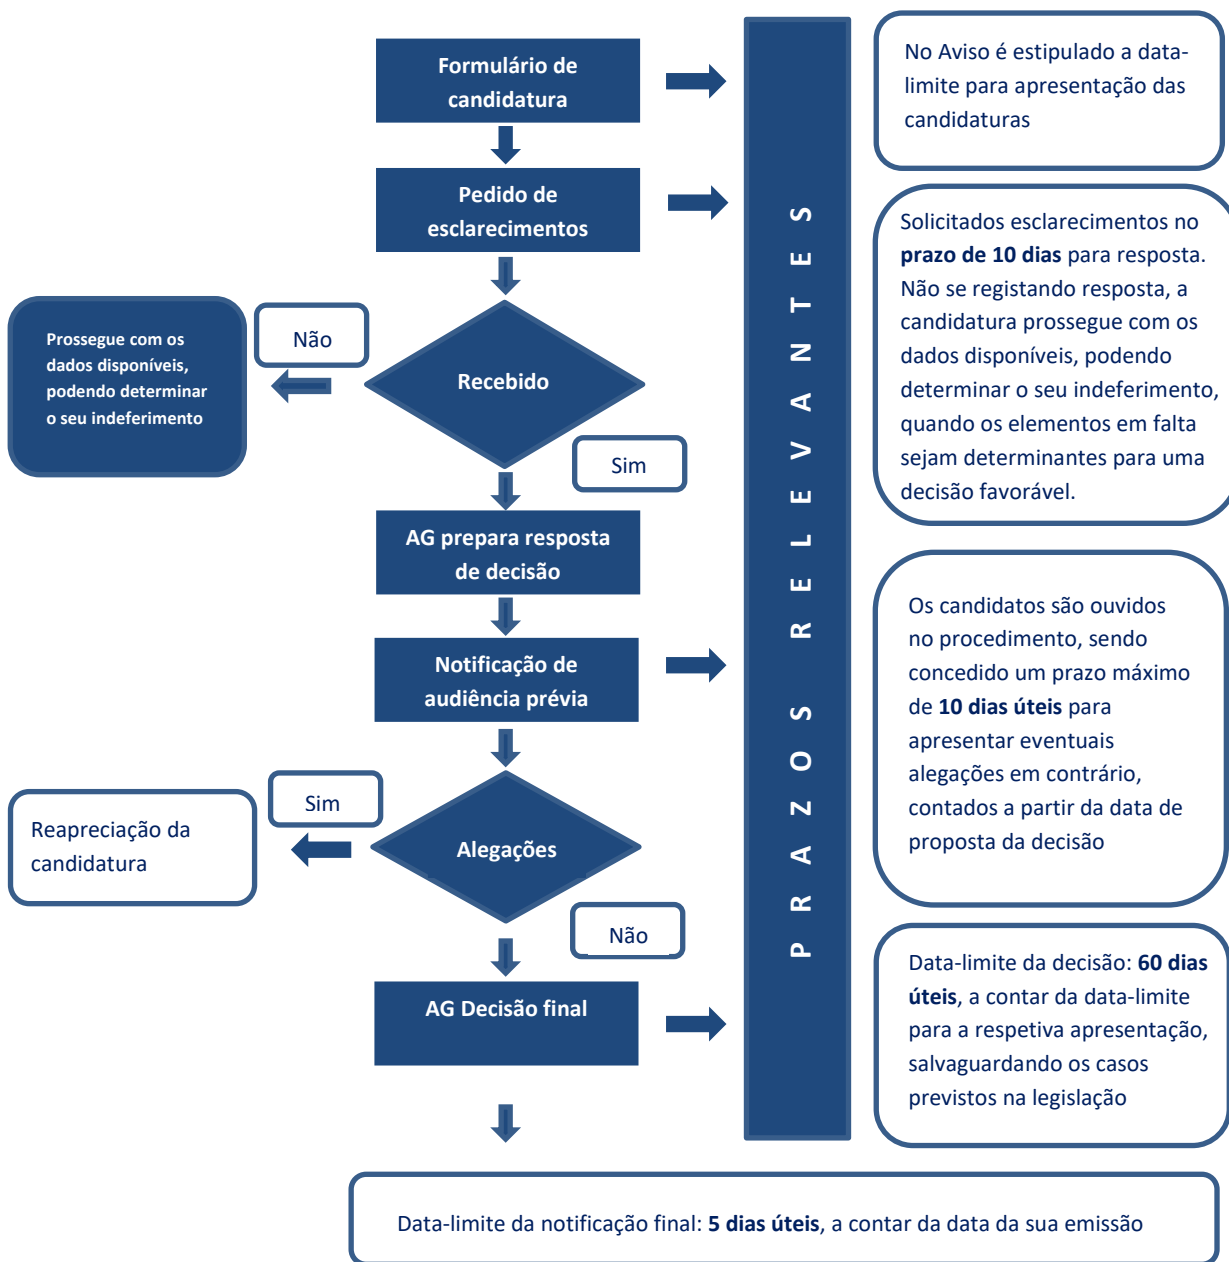 Formulário de
candidatura
No Aviso é estipulado a data-
limite para apresentação das
candidaturas
Pedido de
esclarecimentos
Solicitados esclarecimentos no
prazo de 10 dias para resposta.
Não se registando resposta, a
candidatura prossegue com os
dados disponíveis, podendo
determinar o seu indeferimento,
quando os elementos em falta
sejam determinantes para uma
decisão favorável.
Recebido
Não
Prossegue com os
dados disponíveis,
podendo determinar
o seu indeferimento
Sim
AG prepara resposta
de decisão
Notificação de
audiência prévia
Os candidatos são ouvidos
no procedimento, sendo
concedido um prazo máximo
de 10 dias úteis para
apresentar eventuais
alegações em contrário,
contados a partir da data de
proposta da decisão
Alegações
Sim
Reapreciação da
candidatura
Não
AG Decisão final
Data-limite da decisão: 60 dias
úteis, a contar da data-limite
para a respetiva apresentação,
salvaguardando os casos
previstos na legislação
PRAZOS RELEVANTES
Data-limite da notificação final: 5 dias úteis, a contar da data da sua emissão